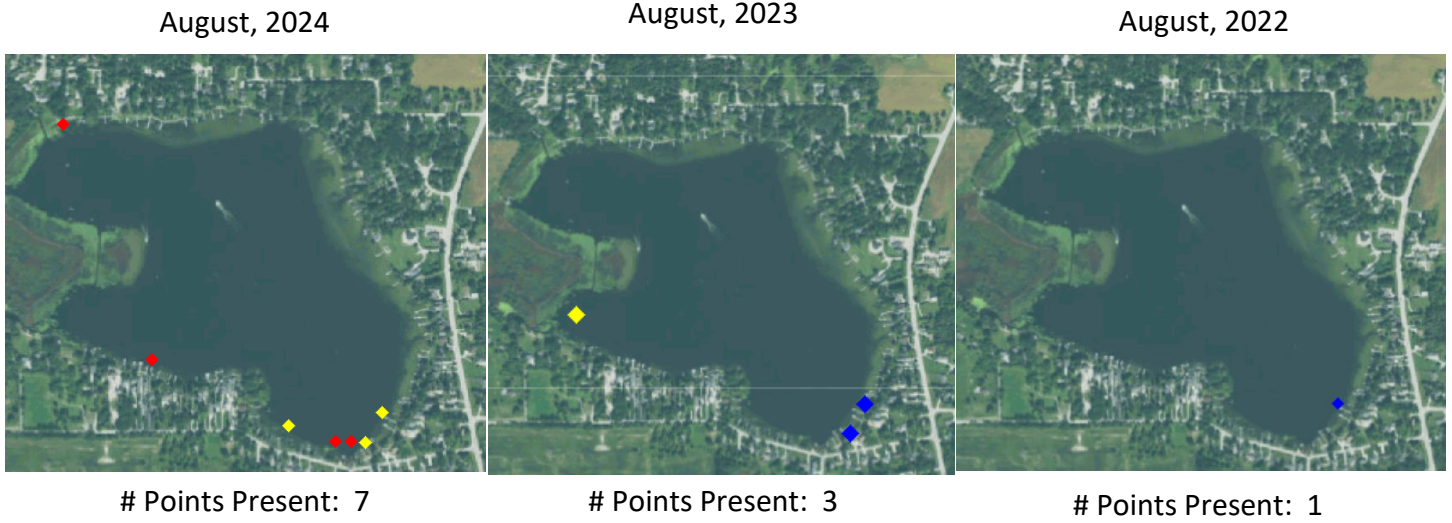 August, 2024
August, 2023
August, 2022
# Points Present:  7
# Points Present:  3
# Points Present:  1